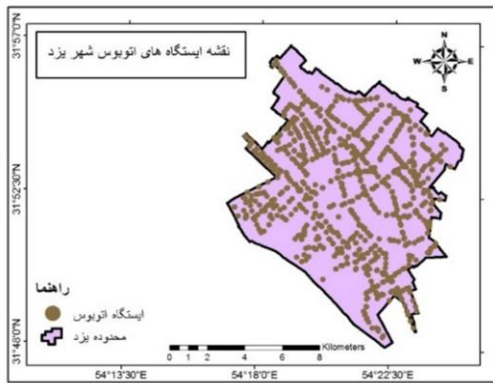 نقشه ایستگاه های اتوبوس شهر یزد
N
W E
S
31°57'0"N
31°52'30"N
31°48'0"N
راهنما
ایستگاه اتوبوس
محدوده یزد
Kilometers
0 1 2 4 6 8
54°13'30"E 54°18'0"E 54°22'30"E